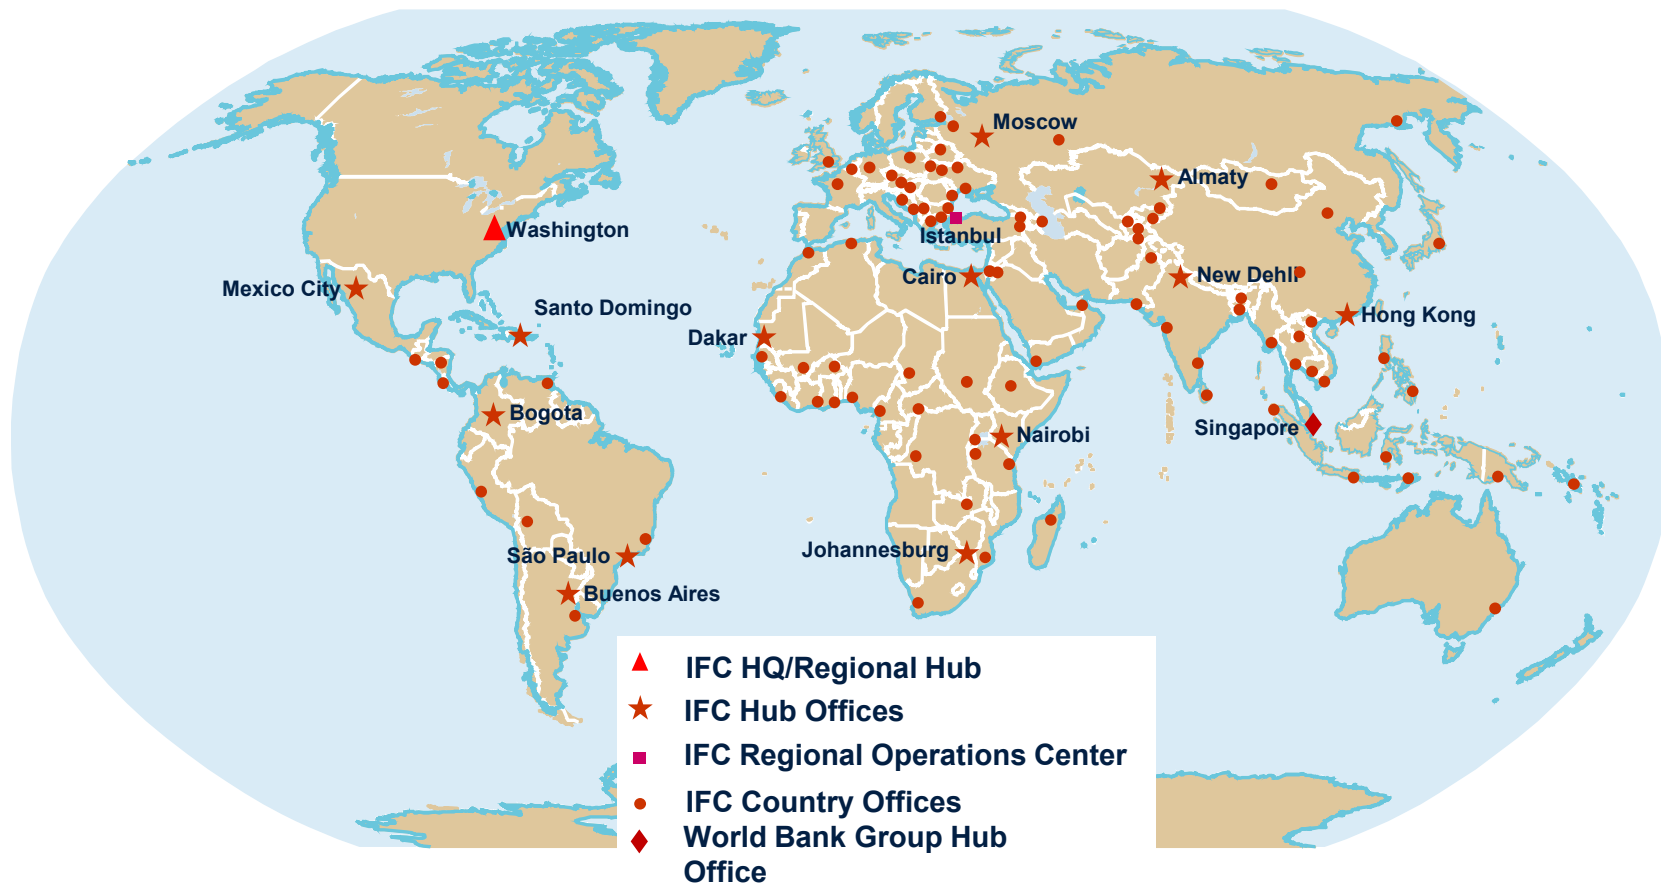 Moscow
Almaty
Washington
Istanbul
Cairo
New Dehli
Mexico City
Santo Domingo
Dakar
Hong Kong
Bogota
Nairobi
Singapore
São Paulo
Johannesburg
Buenos Aires
IFC HQ/Regional Hub
IFC Hub Offices
IFC Regional Operations Center
IFC Country Offices
World Bank Group Hub
Office